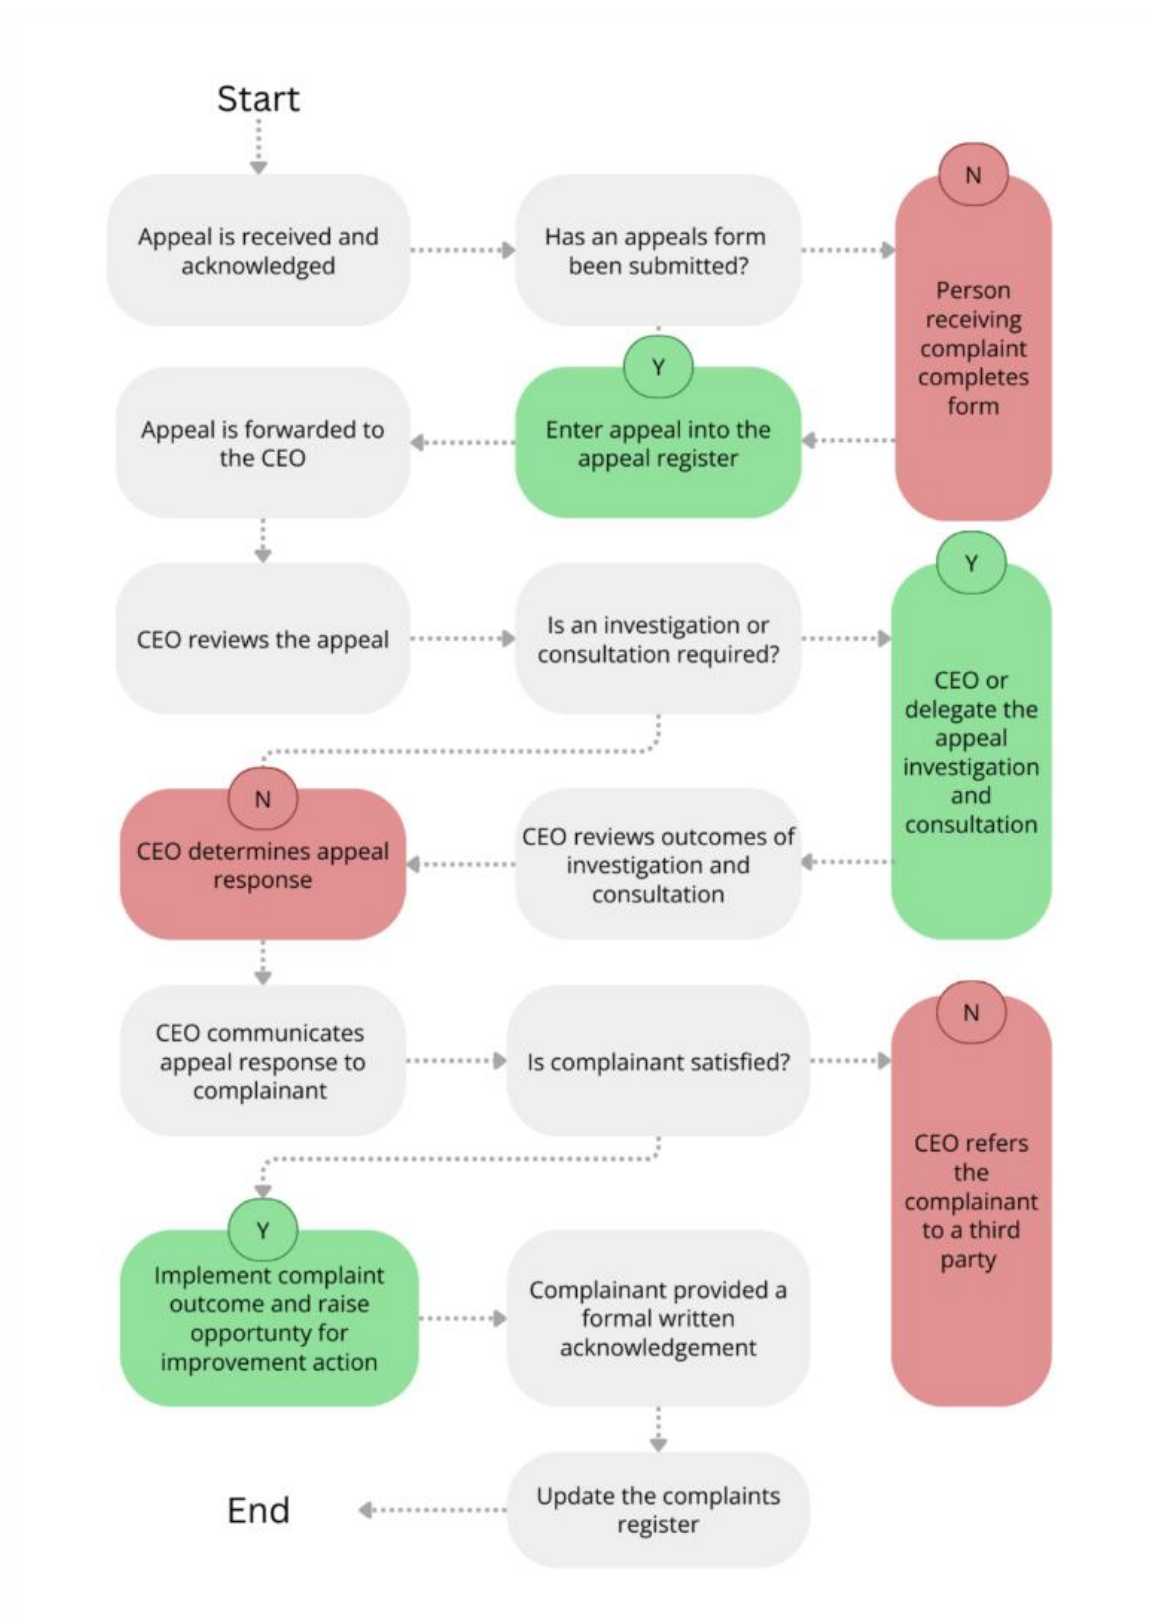 Start
Appeal is received and
acknowledged
Has an appeals form
been submitted?
N
Person
receiving
complaint
completes
form
Y
Enter appeal into the
appeal register
Appeal is forwarded to
the CEO
CEO reviews the appeal
Is an investigation or
consultation required?
Y
CEO or
delegate the
appeal
investigation
and
consultation
CEO reviews outcomes of
investigation and
consultation
N
CEO determines appeal
response
CEO communicates
appeal response to
complainant
Is complainant satisfied?
N
CEO refers
the
complainant
to a third
party
Y
Implement complaint
outcome and raise
opportunty for
improvement action
Complainant provided a
formal written
acknowledgement
Update the complaints
register
End